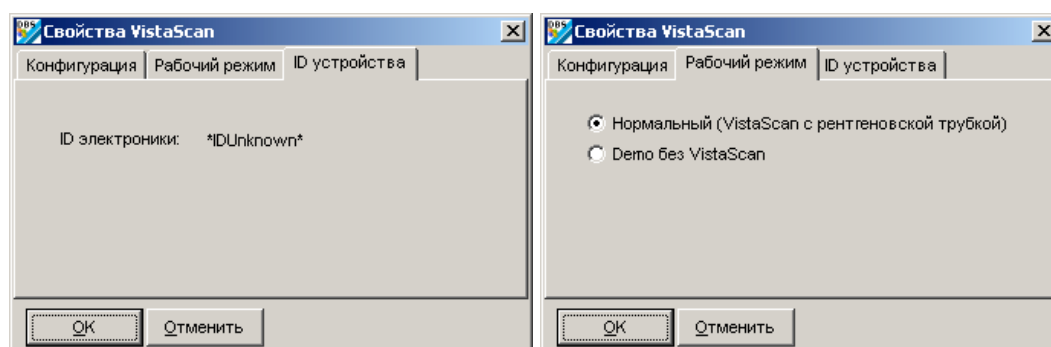 DBS Свойства VistaScan
Конфигурация Рабочий режим ID устройства
ID электроники: *IDUnknown*
OK Отменить
DBS Свойства VistaScan
Конфигурация Рабочий режим ID устройства
Нормальный (VistaScan с рентгеновской трубкой)
Demo без VistaScan
OK Отменить